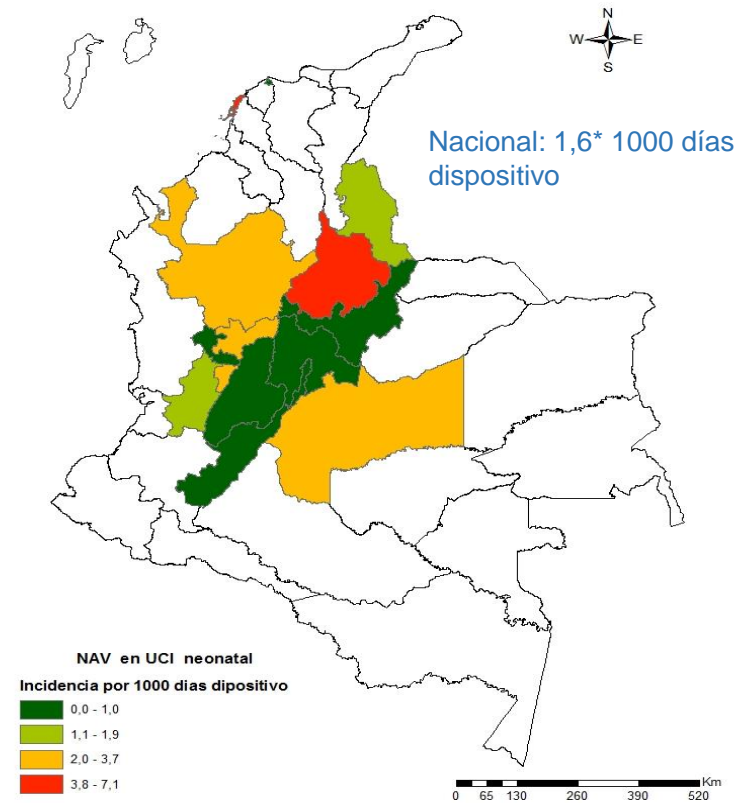 N
W E
S
Nacional: 1,6* 1000 días
dispositivo
NAV en UCI neonatal
Incidencia por 1000 dias dipositivo
0,0 - 1,0
1,1 - 1,9
2,0 - 3,7
3,8 - 7,1
Km
0 65 130 260 390 520